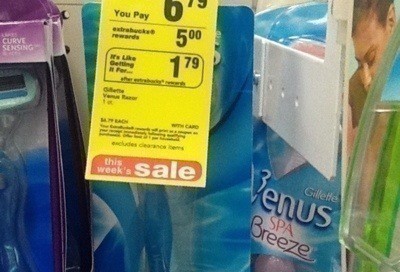 CURVE
SENSING
You Pay 6 79
extrabucks® rewards 5 00
It's Like
Getting
It For... 1 79
after extrabucks® rewards
Gillette
Venus Razor
1 ct.
$6.79 EACH WITH CARD
excludes clearance items
this
week's sale
Gillette
Venus
SPA
Breeze